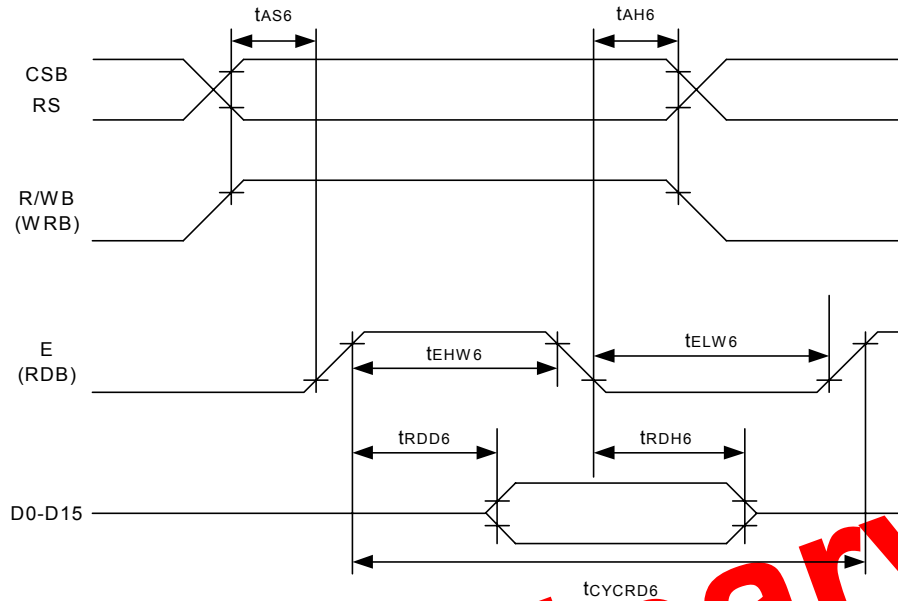 tAS6 tAH6
CSB
RS
R/WB
(WRB)
E
(RDB)
tEHW6 tELW6
tRDD6 tRDH6
D0-D15
tCYCRD6